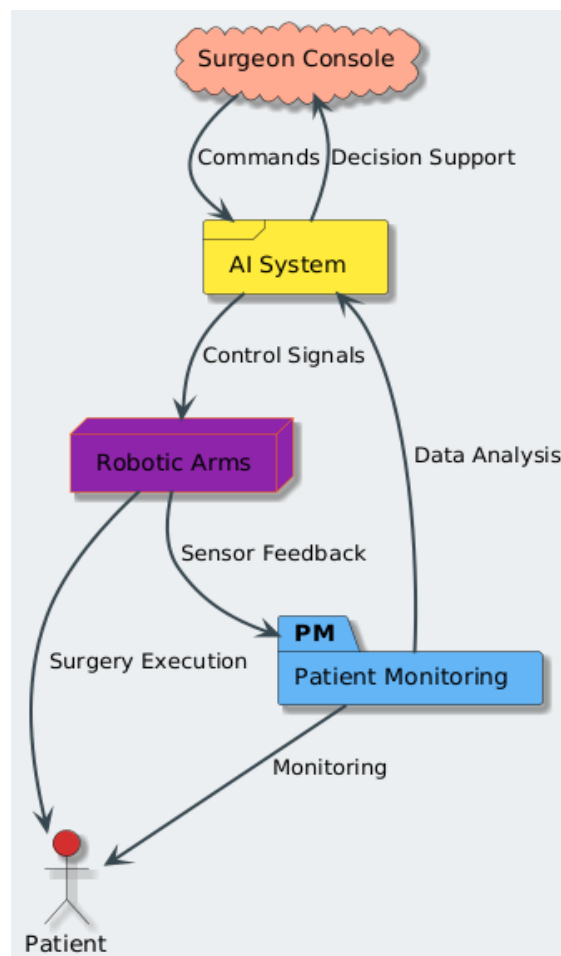 Surgeon Console
Commands
Decision Support
AI System
Control Signals
Robotic Arms
Data Analysis
Sensor Feedback
PM
Surgery Execution
Patient Monitoring
Monitoring
Patient